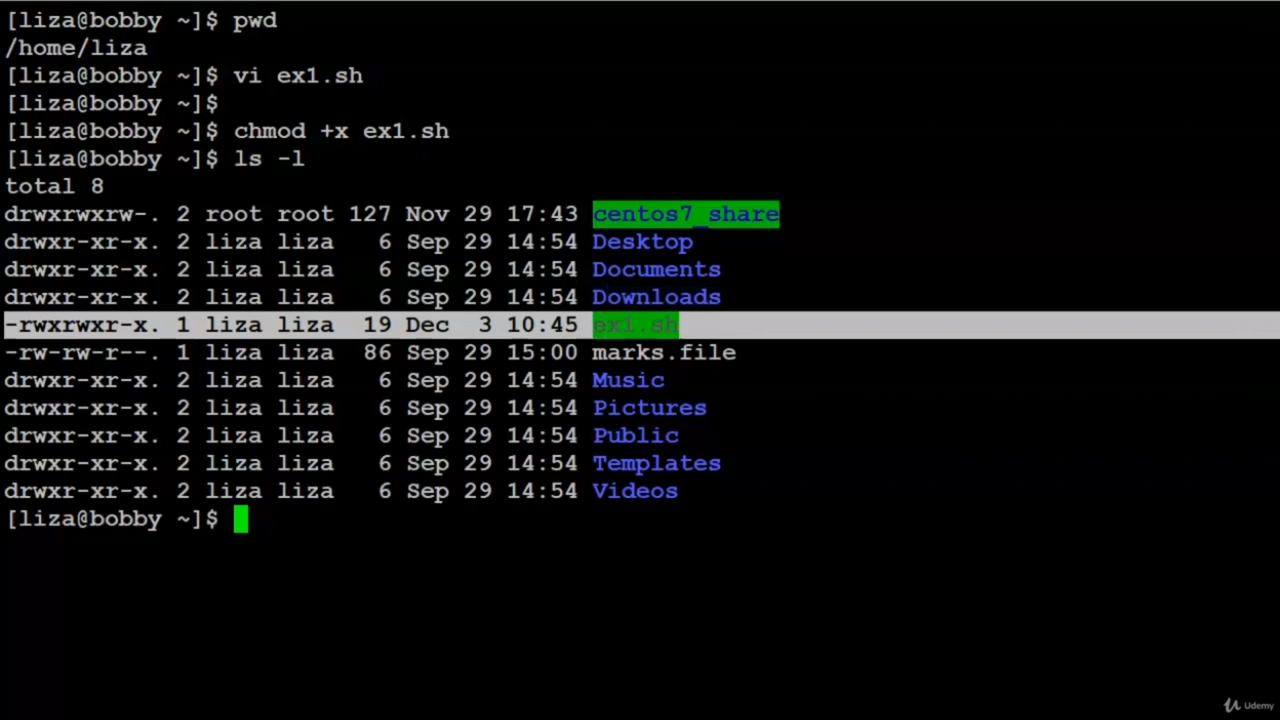 [liza@bobby ~]$ pwd
/home/liza
[liza@bobby ~]$ vi ex1.sh
[liza@bobby ~]$
[liza@bobby ~]$ chmod +x ex1.sh
[liza@bobby ~]$ ls -l
total 8
drwxrwxrw-. 2 root root 127 Nov 29 17:43 centos7_share
drwxr-xr-x. 2 liza liza   6 Sep 29 14:54 Desktop
drwxr-xr-x. 2 liza liza   6 Sep 29 14:54 Documents
drwxr-xr-x. 2 liza liza   6 Sep 29 14:54 Downloads
-rwxrwxr-x. 1 liza liza  19 Dec  3 10:45 ex1.sh
-rw-rw-r--. 1 liza liza  86 Sep 29 15:00 marks.file
drwxr-xr-x. 2 liza liza   6 Sep 29 14:54 Music
drwxr-xr-x. 2 liza liza   6 Sep 29 14:54 Pictures
drwxr-xr-x. 2 liza liza   6 Sep 29 14:54 Public
drwxr-xr-x. 2 liza liza   6 Sep 29 14:54 Templates
drwxr-xr-x. 2 liza liza   6 Sep 29 14:54 Videos
[liza@bobby ~]$
Udemy